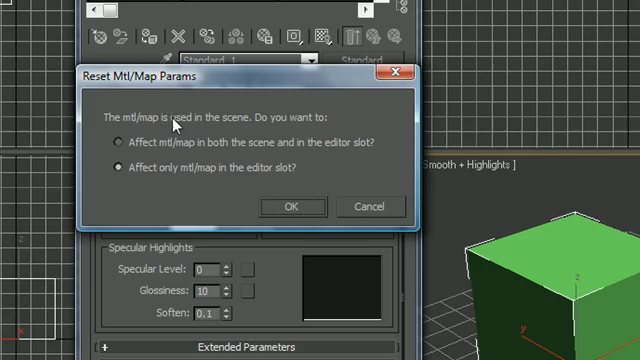 Standard_1
Reset Mtl/Map Params
The mtl/map is used in the scene. Do you want to:
Affect mtl/map in both the scene and in the editor slot?
Affect only mtl/map in the editor slot?
Smooth + Highlights ]
OK
Cancel
Specular Highlights
Specular Level: 0
Glossiness: 10
Soften: 0.1
+ Extended Parameters
z
x
z
y
x